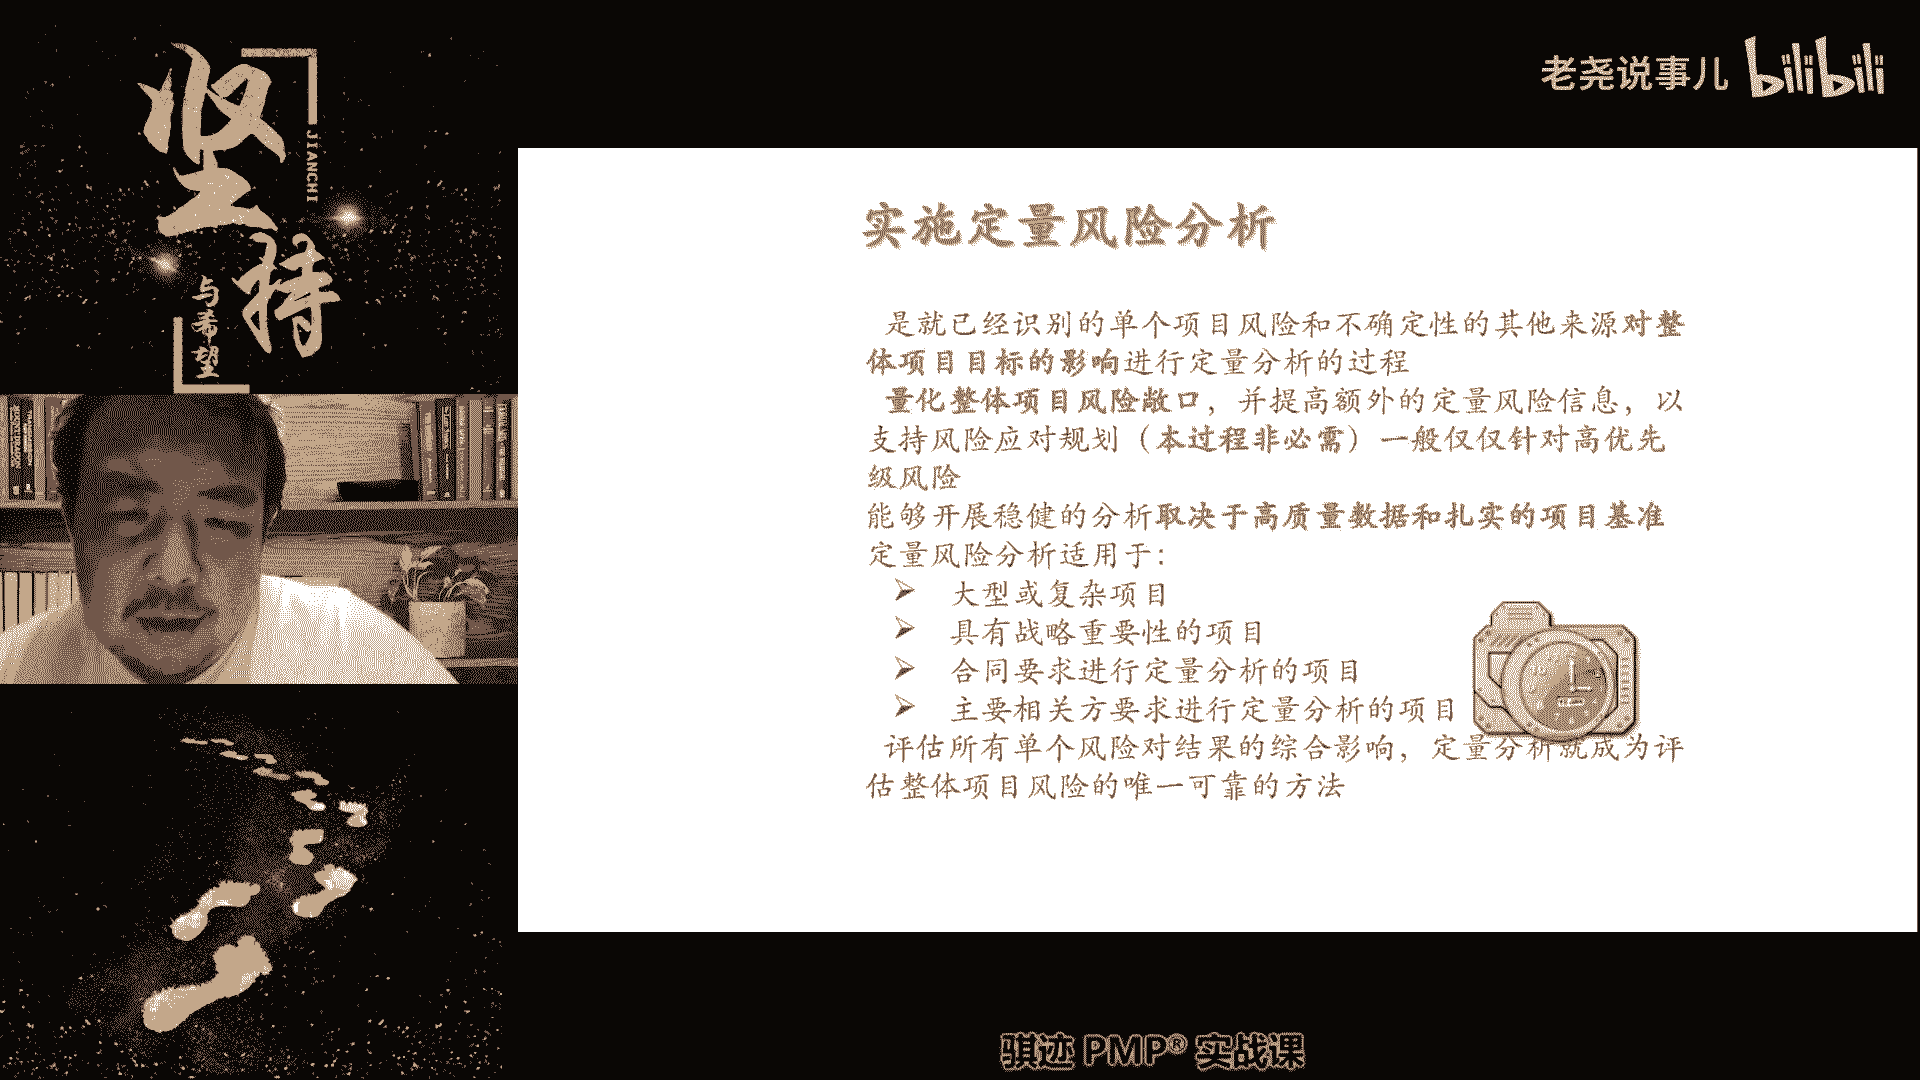 坚持
JIANCHI
与希望
老尧说事儿 bilibili
实施定量风险分析
是就已经识别的单个项目风险和不确定性的其他来源对整
体项目目标的影响进行定量分析的过程
量化整体项目风险敞口，并提高额外的定量风险信息，以
支持风险应对规划（本过程非必需）一般仅仅针对高优先
级风险
能够开展稳健的分析取决于高质量数据和扎实的项目基准
定量风险分析适用于：
➢ 大型或复杂项目
➢ 具有战略重要性的项目
➢ 合同要求进行定量分析的项目
➢ 主要相关方要求进行定量分析的项目
评估所有单个风险对结果的综合影响，定量分析就成为评
估整体项目风险的唯一可靠的方法
骐迹 PMP® 实战课